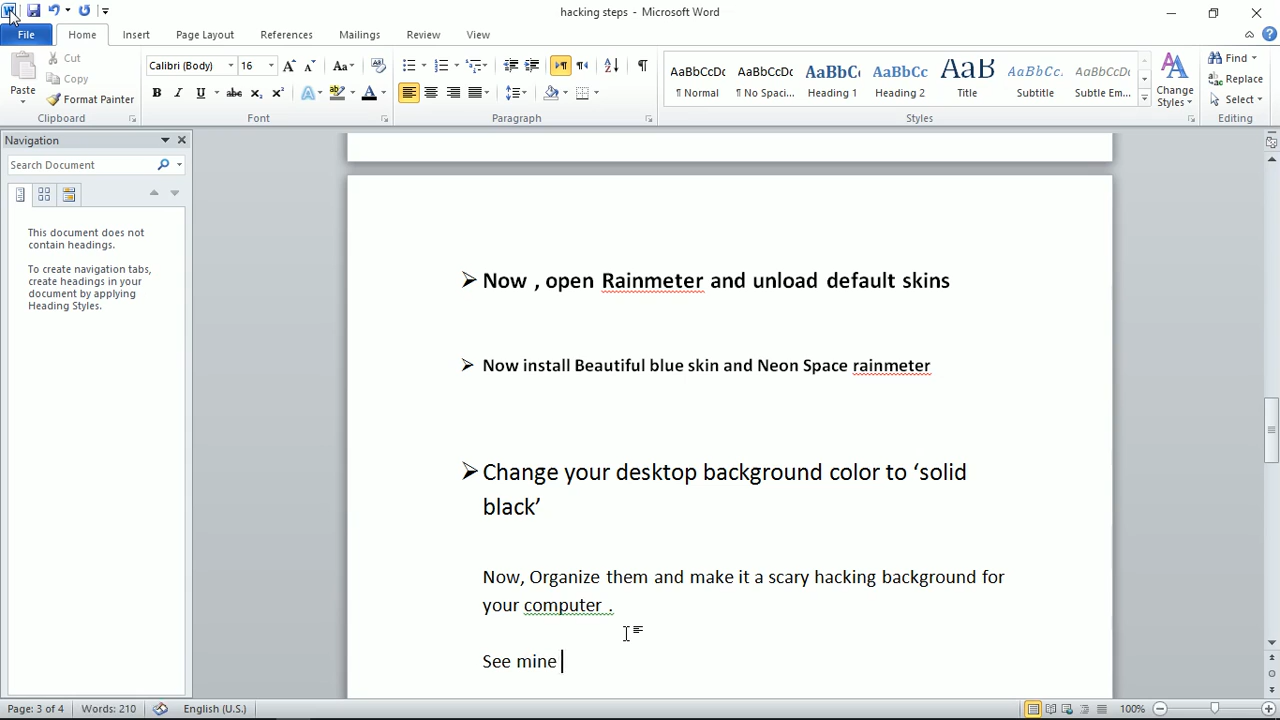 hacking steps - Microsoft Word
File Home Insert Page Layout References Mailings Review View
Paste Cut Copy Format Painter
Calibri (Body) 16
AaBbCcDc AaBbCcDc AaBbC AaBbCc AaB AaBbCc. AaBbCcDc
¶ Normal ¶ No Spaci... Heading 1 Heading 2 Title Subtitle Subtle Em...
Change Styles
Find Replace Select
Clipboard Font Paragraph Styles Editing
Navigation
Search Document
This document does not
contain headings.
To create navigation tabs,
create headings in your
document by applying
Heading Styles.
Now , open Rainmeter and unload default skins
Now install Beautiful blue skin and Neon Space rainmeter
Change your desktop background color to ‘solid
black’
Now, Organize them and make it a scary hacking background for
your computer .
See mine
Page: 3 of 4 Words: 210 English (U.S.) 100%